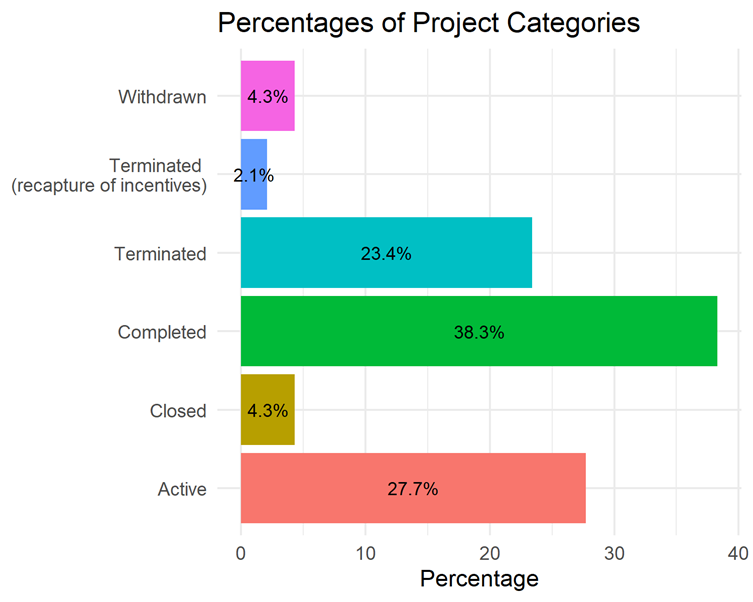 Percentages of Project Categories
Withdrawn
4.3%
Terminated
(recapture of incentives)
2.1%
Terminated
23.4%
Completed
38.3%
Closed
4.3%
Active
27.7%
0 10 20 30 40
Percentage